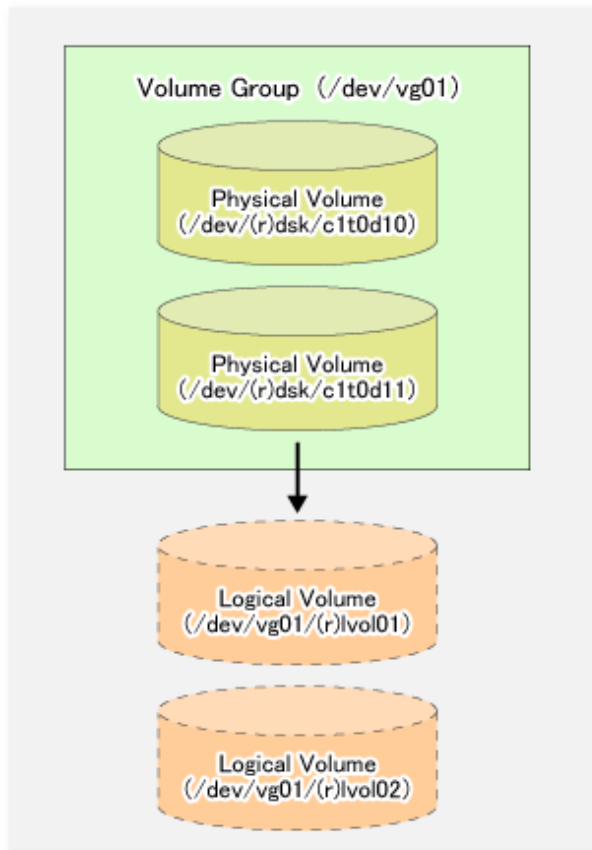 Volume Group (/dev/vg01)
Physical Volume
(/dev/(r)dsk/c1t0d10)
Physical Volume
(/dev/(r)dsk/c1t0d11)
Logical Volume
(/dev/vg01/(r)lvol01)
Logical Volume
(/dev/vg01/(r)lvol02)